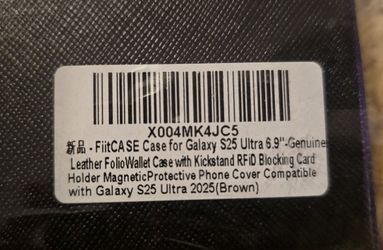 X004MK4JC5
新品 - FiitCASE Case for Galaxy S25 Ultra 6.9"-Genuine
Leather FolioWallet Case with Kickstand RFiD Blocking Card
Holder MagneticProtective Phone Cover Compatible
with Galaxy S25 Ultra 2025(Brown)